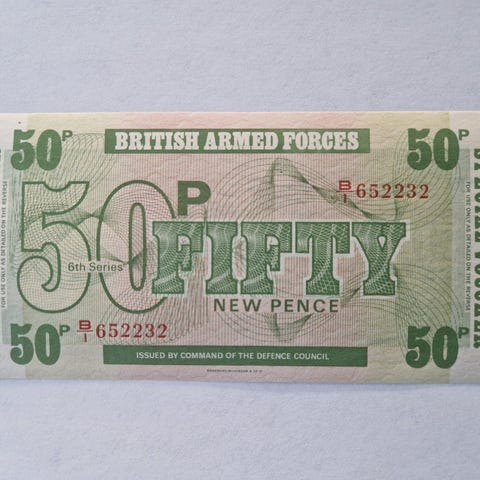 50P
BRITISH ARMED FORCES
50P
FOR USE ONLY AS DETAILED ON THE REVERSE
50 P
B/1 652232
6th Series
FIFTY
NEW PENCE
B/1 652232
50P
ISSUED BY COMMAND OF THE DEFENCE COUNCIL
50P
FOR USE ONLY AS DETAILED ON THE REVERSE